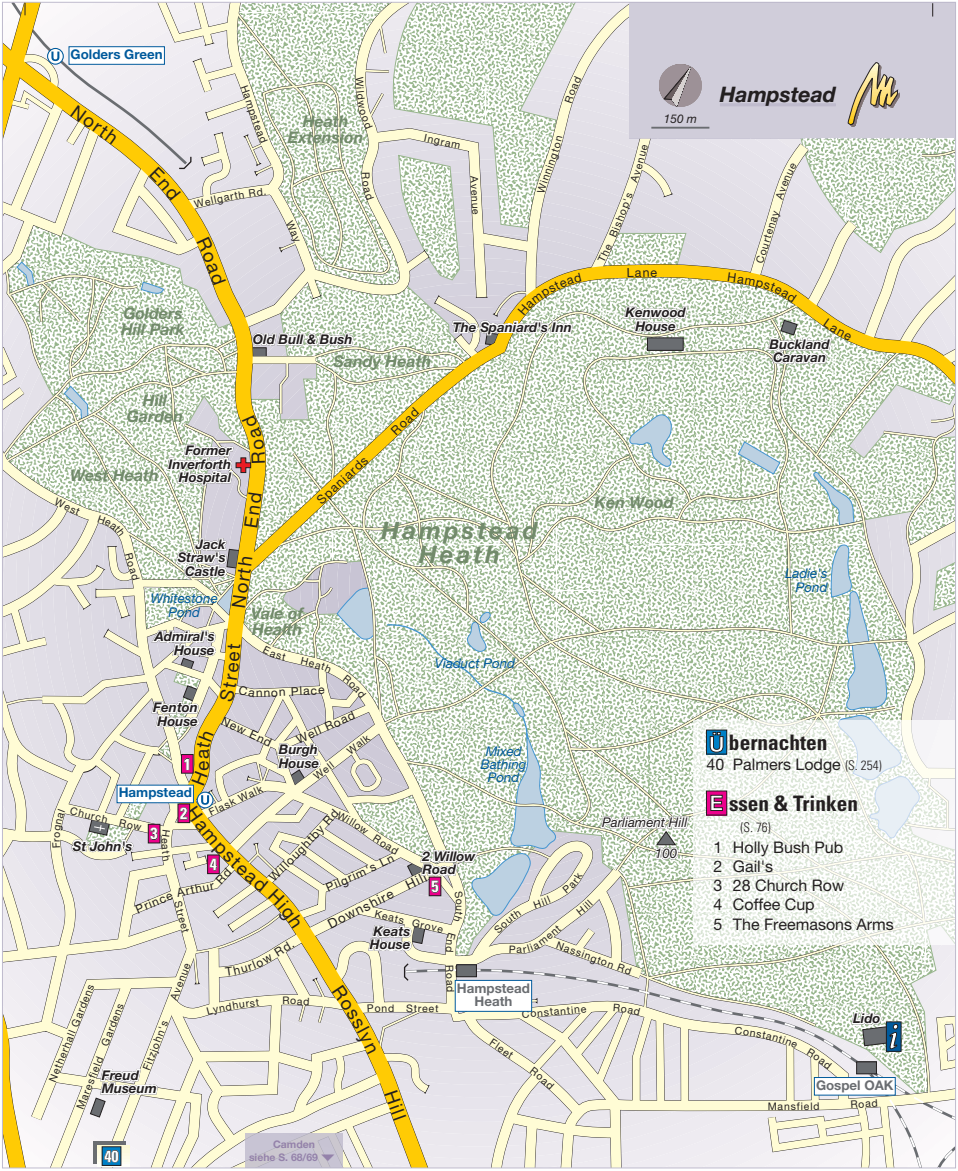 U Golders Green
Hampstead
150 m
North End Road
Hampstead Way
Heath
Extension
Wildwood Road
Ingram Avenue
Winnington Road
The Bishop's Avenue
Courtenay Avenue
Wellgarth Rd.
Hampstead Lane
Hampstead Lane
Golders
Hill Park
Old Bull & Bush
Sandy Heath
The Spaniard's Inn
Kenwood
House
Buckland
Caravan
Hill
Garden
Spaniards Road
Former
Inverforth
Hospital
West Heath
Ken Wood
West Heath Road
Hampstead
Heath
North End Road
Jack
Straw's
Castle
Ladie's
Pond
Whitestone
Pond
Vale of
Health
Admiral's
House
Viaduct Pond
East Heath Road
Cannon Place
Fenton
House
Heath Street
New End
Well Road
Well Walk
Burgh
House
Mixed
Bathing
Pond
Übernachten
40 Palmers Lodge (S. 254)
Essen & Trinken
(S. 76)
1 Holly Bush Pub
2 Gail's
3 28 Church Row
4 Coffee Cup
5 The Freemasons Arms
1
Hampstead U
2
Flask Walk
Frognal
Church Row
3
St John's
Heath Street
4
Hampstead High
Willoughby Rd.
Willow Road
Parliament Hill
100
2 Willow
Road
5
Pilgrim's Ln
Prince Arthur Rd
Downshire Hill
Keats Grove
South End Road
South Hill Park
Parliament Hill
Keats
House
Nassington Rd
Thurlow Rd.
Hampstead
Heath
Rosslyn Hill
Lyndhurst Road
Pond Street
Constantine Road
Constantine Road
Fleet Road
Lido
i
Gospel OAK
Mansfield Road
Netherhall Gardens
Maresfield Gardens
Fitzjohn's Avenue
Freud
Museum
40
Camden
siehe S. 68/69